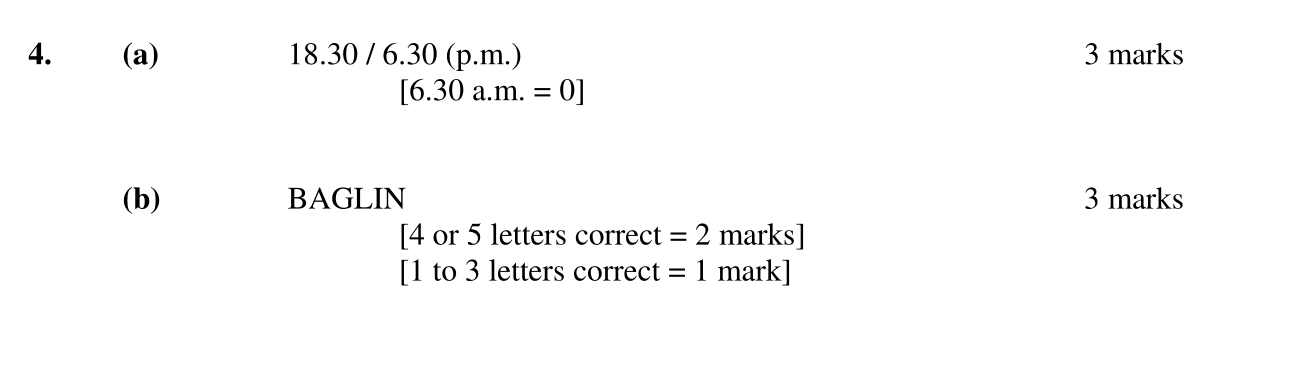 4. (a) 18.30 / 6.30 (p.m.) 3 marks
[6.30 a.m. = 0]
(b) BAGLIN 3 marks
[4 or 5 letters correct = 2 marks]
[1 to 3 letters correct = 1 mark]